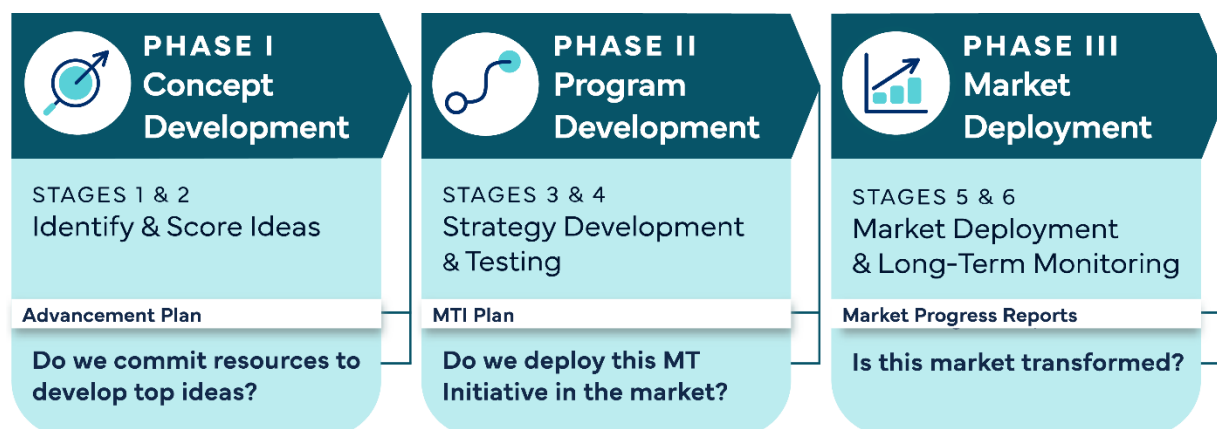 PHASE I
Concept
Development
STAGES 1 & 2
Identify & Score Ideas
Advancement Plan
Do we commit resources to
develop top ideas?
PHASE II
Program
Development
STAGES 3 & 4
Strategy Development
& Testing
MTI Plan
Do we deploy this MT
Initiative in the market?
PHASE III
Market
Deployment
STAGES 5 & 6
Market Deployment
& Long-Term Monitoring
Market Progress Reports
Is this market transformed?